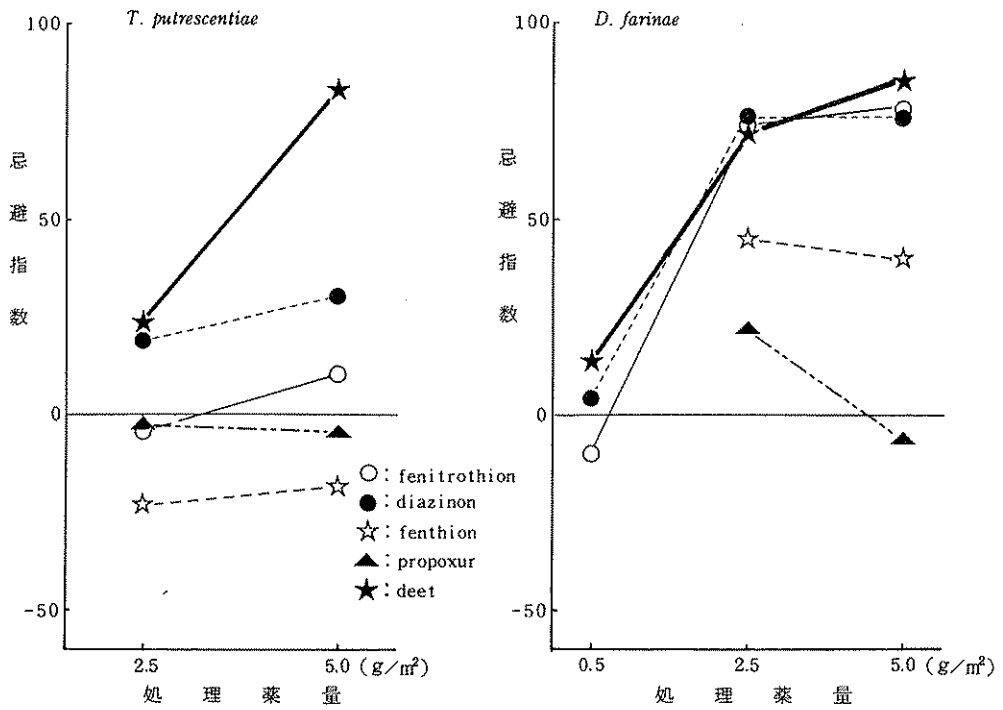 T. putrescentiae
100
50
0
-50
忌避指数
2.5
5.0 (g/m²)
処理薬量
○ : fenitrothion
● : diazinon
☆ : fenthion
▲ : propoxur
★ : deet
D. farinae
100
50
0
-50
忌避指数
0.5
2.5
5.0 (g/m²)
処理薬量